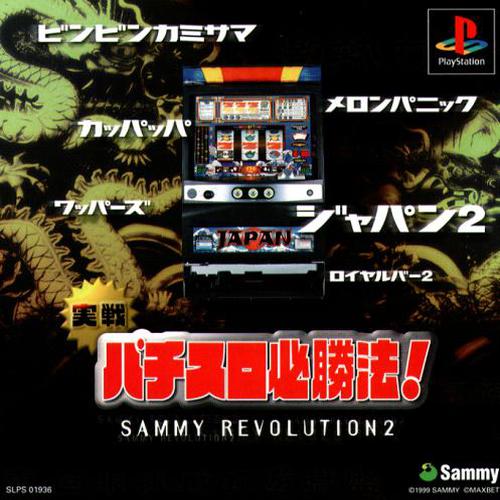 ビンビンカミサマ
PlayStation
メロンパニック
カッパッパ
ワッパーズ
ジャパン2
JAPAN
ロイヤルバー2
実戦
パチスロ必勝法!
SAMMY REVOLUTION2
Sammy
SLPS 01936
©1999 SAMMY ©MAXBET